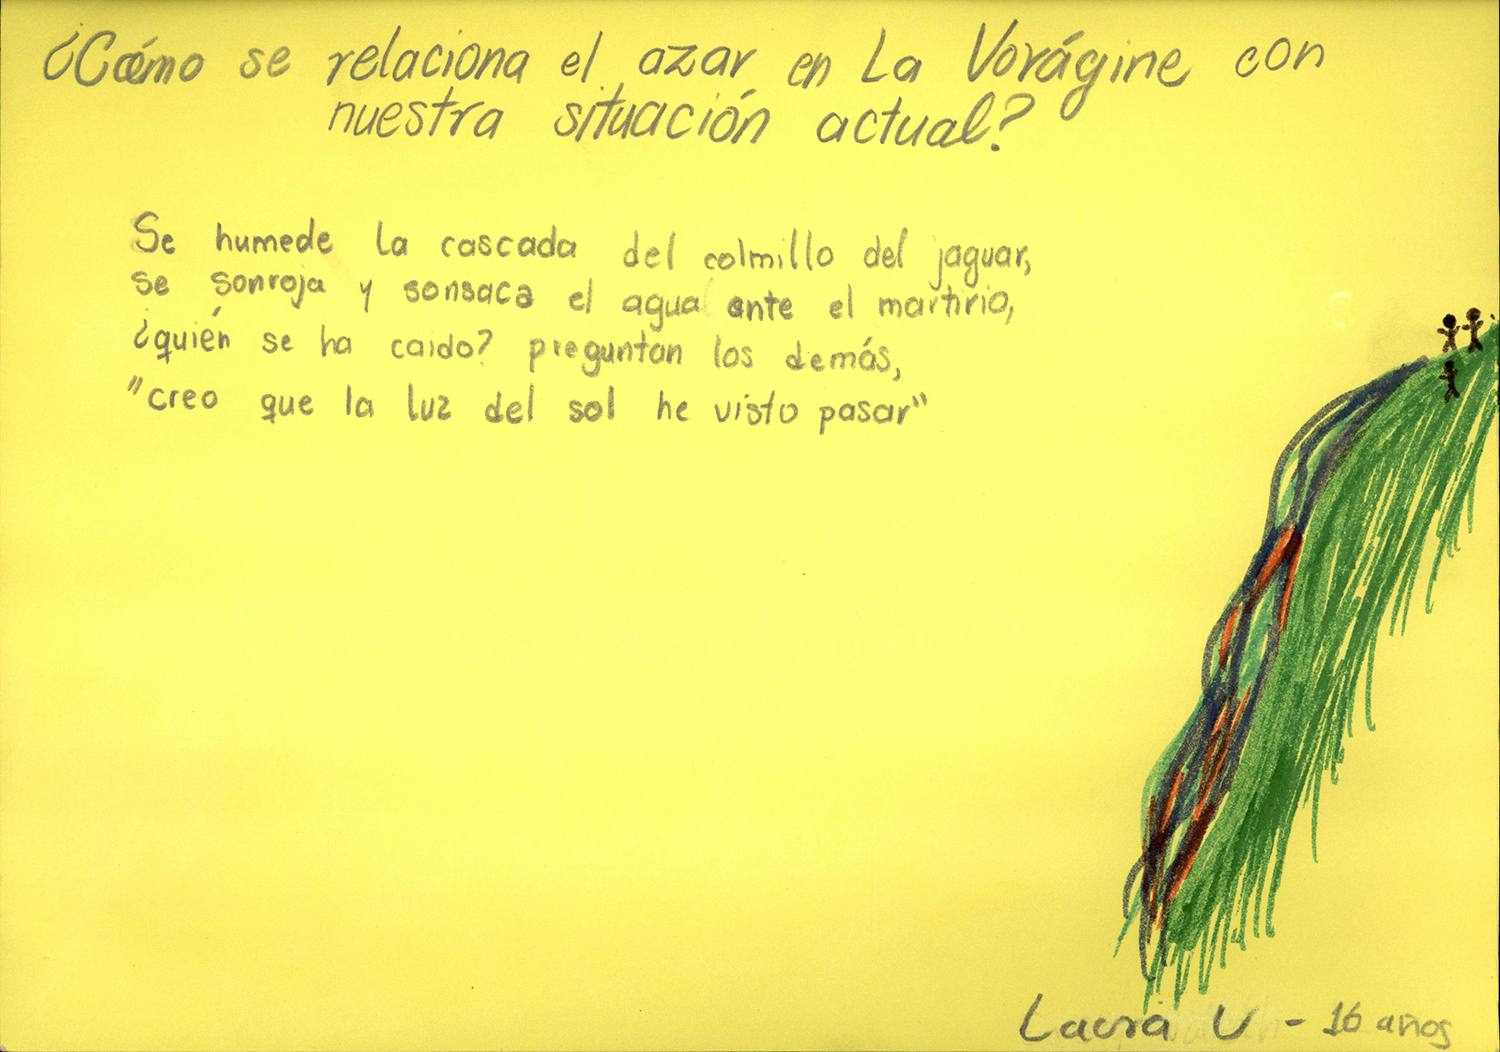 ¿Cómo se relaciona el azar en La Vorágine con
nuestra situación actual?
Se humede la cascada del colmillo del jaguar,
se sonroja y sonsaca el agua ante el martirio,
¿quién se ha caido? preguntan los demás,
"creo que la luz del sol he visto pasar"
Laura V - 16 años